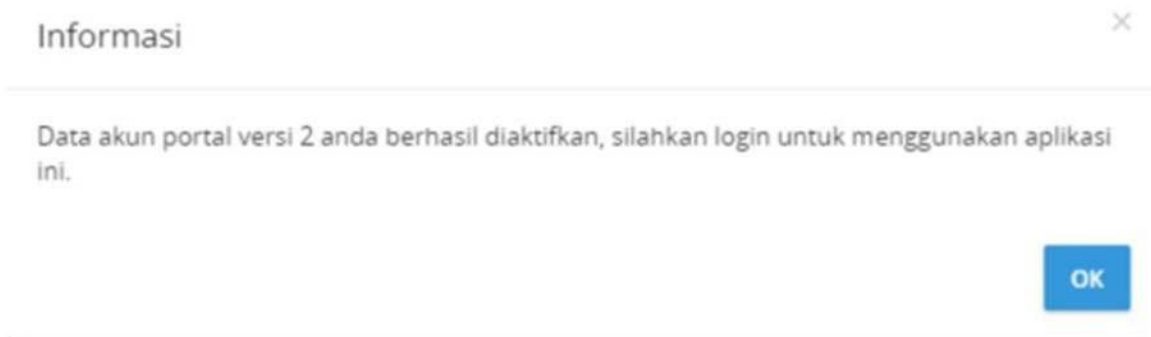 Informasi
Data akun portal versi 2 anda berhasil diaktifkan, silahkan login untuk menggunakan aplikasi
ini.
OK